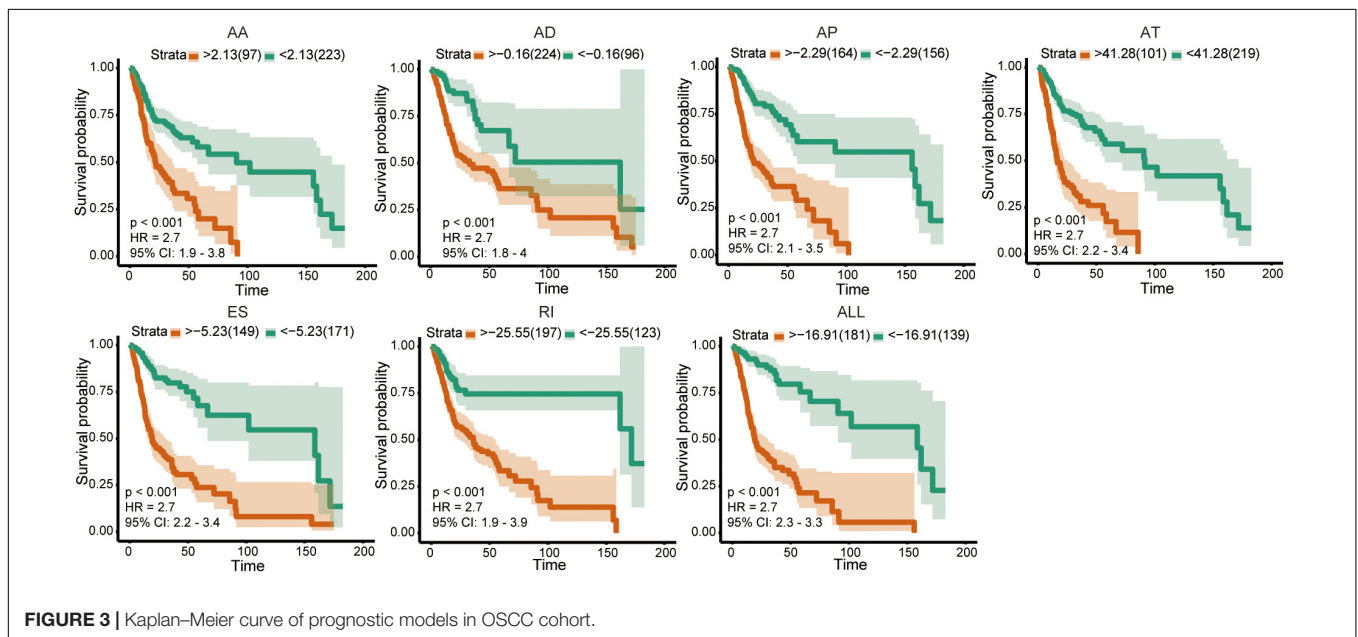 AA
Strata >2.13(97) <2.13(223)
Survival probability
1.00
0.75
0.50
0.25
0.00
p < 0.001
HR = 2.7
95% CI: 1.9 - 3.8
0 50 100 150 200
Time
AD
Strata >−0.16(224) <−0.16(96)
Survival probability
1.00
0.75
0.50
0.25
0.00
p < 0.001
HR = 2.7
95% CI: 1.8 - 4
0 50 100 150 200
Time
AP
Strata >−2.29(164) <−2.29(156)
Survival probability
1.00
0.75
0.50
0.25
0.00
p < 0.001
HR = 2.7
95% CI: 2.1 - 3.5
0 50 100 150 200
Time
AT
Strata >41.28(101) <41.28(219)
Survival probability
1.00
0.75
0.50
0.25
0.00
p < 0.001
HR = 2.7
95% CI: 2.2 - 3.4
0 50 100 150 200
Time
ES
Strata >−5.23(149) <−5.23(171)
Survival probability
1.00
0.75
0.50
0.25
0.00
p < 0.001
HR = 2.7
95% CI: 2.2 - 3.4
0 50 100 150 200
Time
RI
Strata >−25.55(197) <−25.55(123)
Survival probability
1.00
0.75
0.50
0.25
0.00
p < 0.001
HR = 2.7
95% CI: 1.9 - 3.9
0 50 100 150 200
Time
ALL
Strata >−16.91(181) <−16.91(139)
Survival probability
1.00
0.75
0.50
0.25
0.00
p < 0.001
HR = 2.7
95% CI: 2.3 - 3.3
0 50 100 150 200
Time
FIGURE 3 | Kaplan–Meier curve of prognostic models in OSCC cohort.